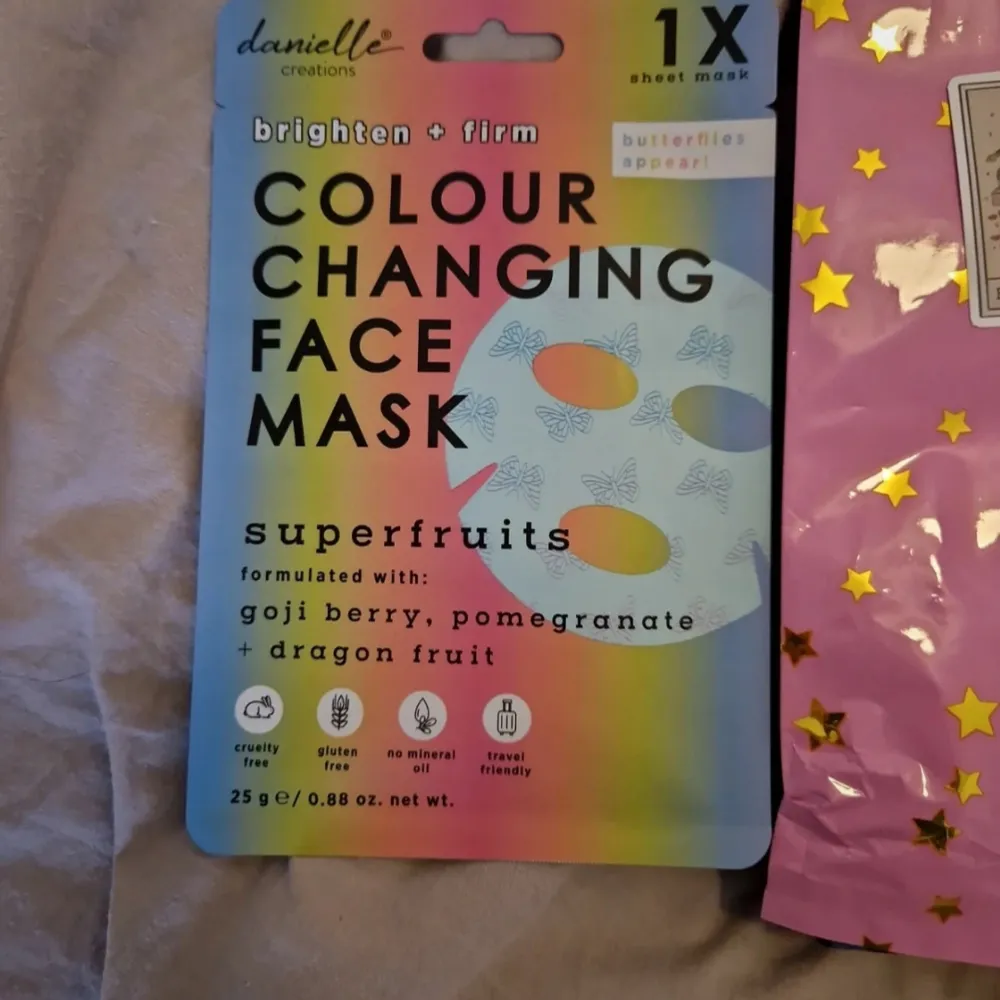 danielle®
creations
1X
sheet mask
brighten + firm
butterflies
appear!
COLOUR
CHANGING
FACE
MASK
superfruits
formulated with:
goji berry, pomegranate
+ dragon fruit
cruelty
free
gluten
free
no mineral
oil
travel
friendly
25 g ℮/ 0.88 oz. net wt.